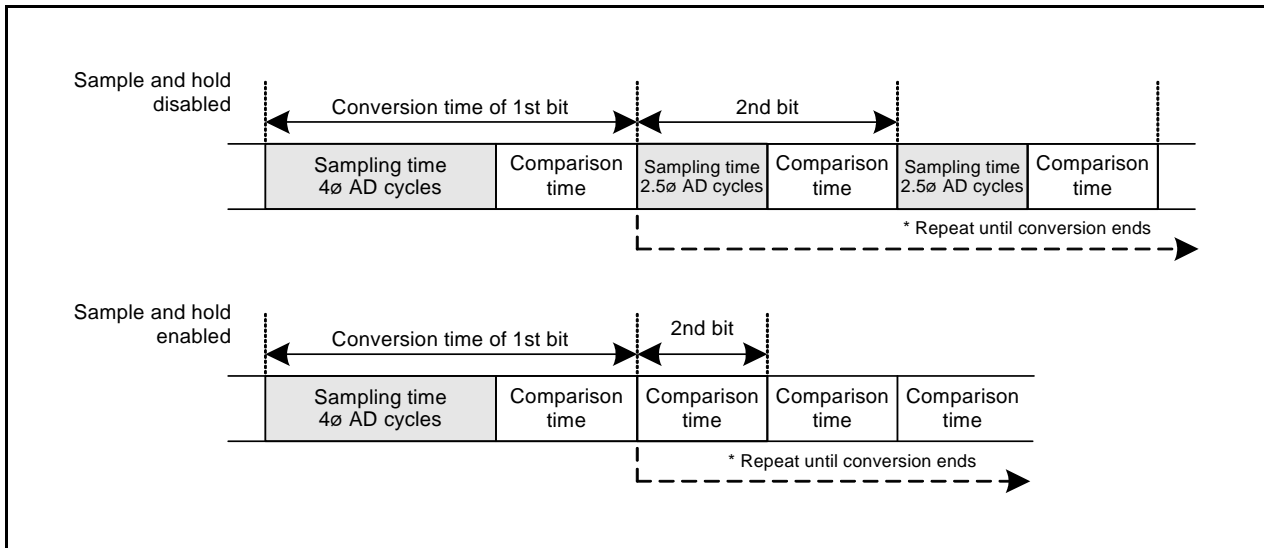 Sample and hold
disabled
Conversion time of 1st bit
2nd bit
Sampling time
4ø AD cycles
Comparison
time
Sampling time
2.5ø AD cycles
Comparison
time
Sampling time
2.5ø AD cycles
Comparison
time
* Repeat until conversion ends
Sample and hold
enabled
Conversion time of 1st bit
2nd bit
Sampling time
4ø AD cycles
Comparison
time
Comparison
time
Comparison
time
Comparison
time
* Repeat until conversion ends